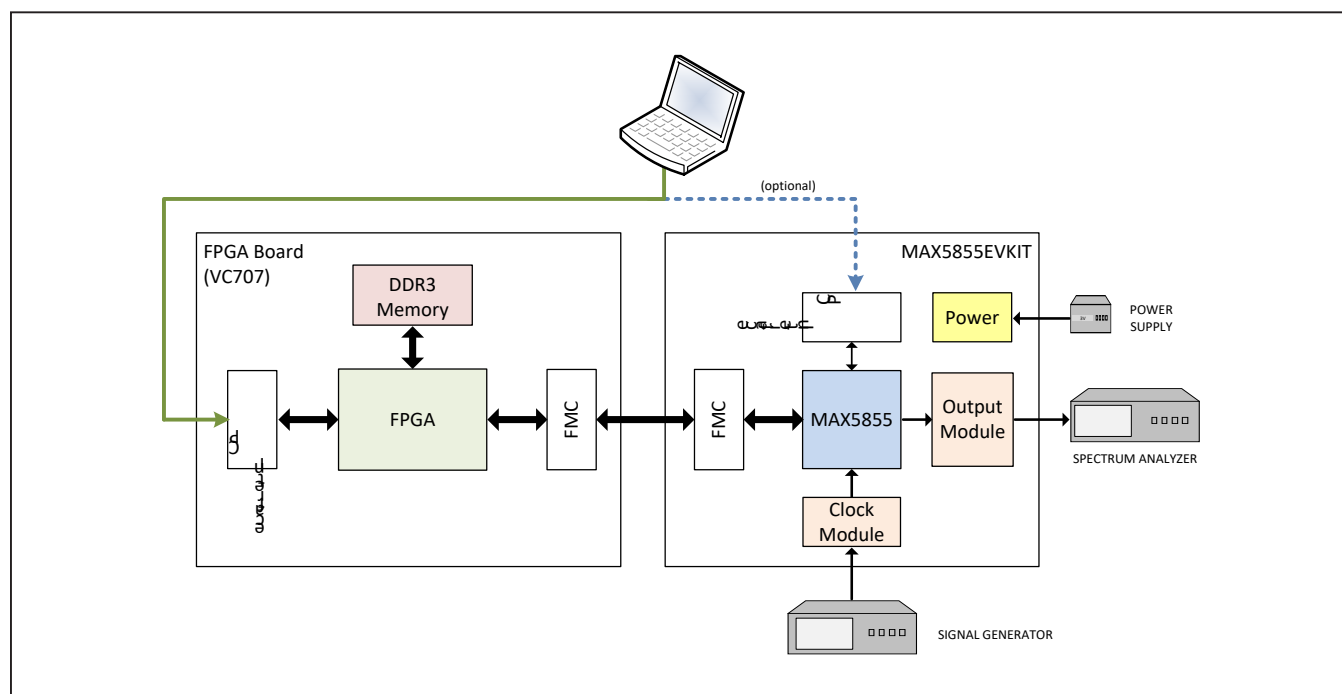 (optional)
FPGA Board
(VC707)
MAX5855EVKIT
DDR3
Memory
Power
POWER
SUPPLY
FPGA
FMC
FMC
MAX5855
Output
Module
SPECTRUM ANALYZER
Clock
Module
SIGNAL GENERATOR